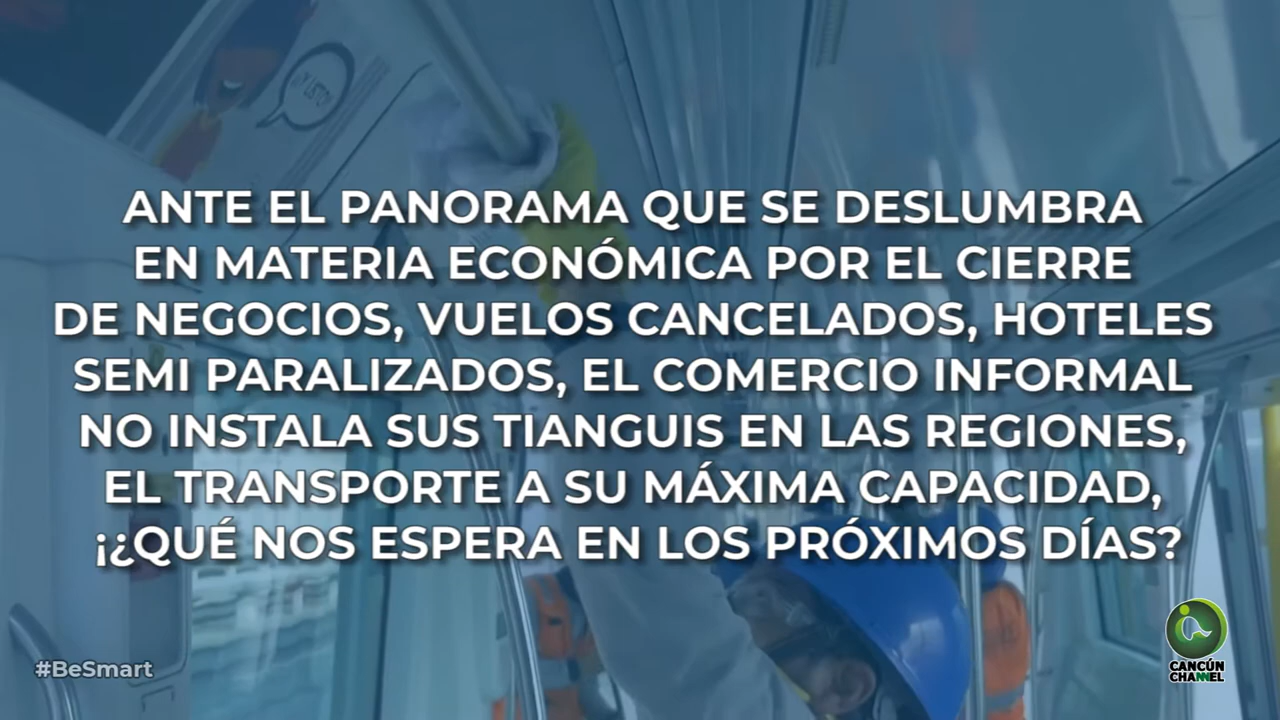 ANTE EL PANORAMA QUE SE DESLUMBRA
EN MATERIA ECONÓMICA POR EL CIERRE
DE NEGOCIOS, VUELOS CANCELADOS, HOTELES
SEMI PARALIZADOS, EL COMERCIO INFORMAL
NO INSTALA SUS TIANGUIS EN LAS REGIONES,
EL TRANSPORTE A SU MÁXIMA CAPACIDAD,
¡¿QUÉ NOS ESPERA EN LOS PRÓXIMOS DÍAS?
#BeSmart
CANCÚN
CHANNEL